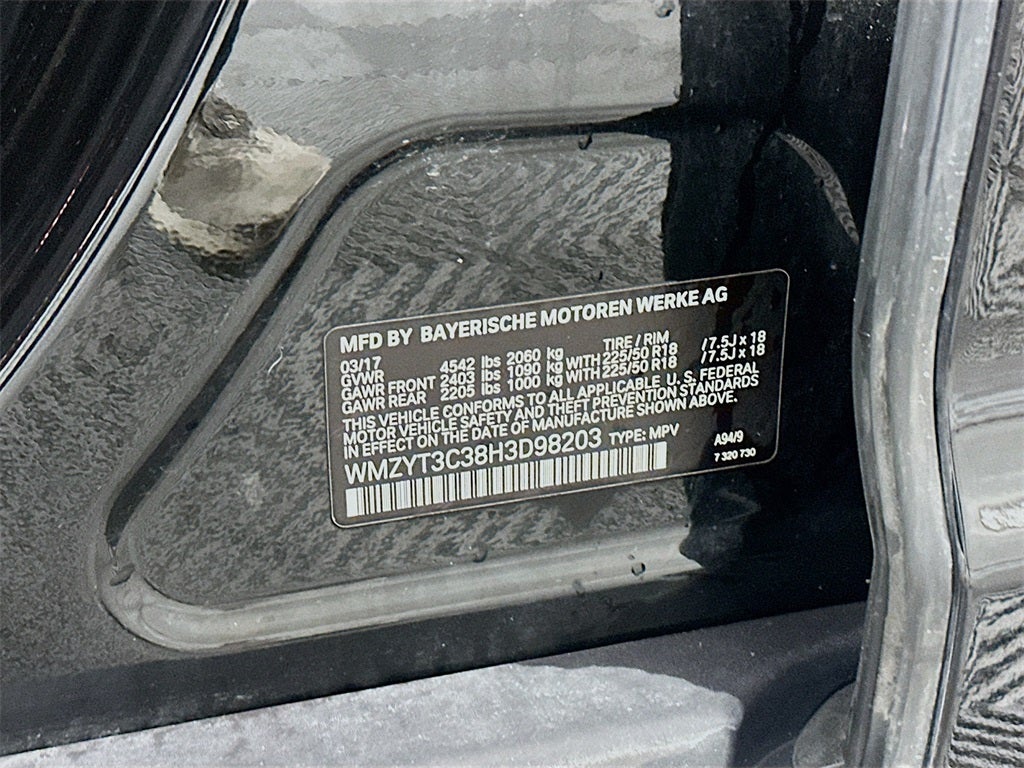 MFD BY BAYERISCHE MOTOREN WERKE AG
03/17 TIRE / RIM
GVWR 4542 lbs 2060 kg
GAWR FRONT 2403 lbs 1090 kg WITH 225/50 R18 / 7.5J x 18
GAWR REAR 2205 lbs 1000 kg WITH 225/50 R18 / 7.5J x 18
THIS VEHICLE CONFORMS TO ALL APPLICABLE U. S. FEDERAL
MOTOR VEHICLE SAFETY AND THEFT PREVENTION STANDARDS
IN EFFECT ON THE DATE OF MANUFACTURE SHOWN ABOVE.
WMZYT3C38H3D98203 TYPE: MPV A94/9
7 320 730